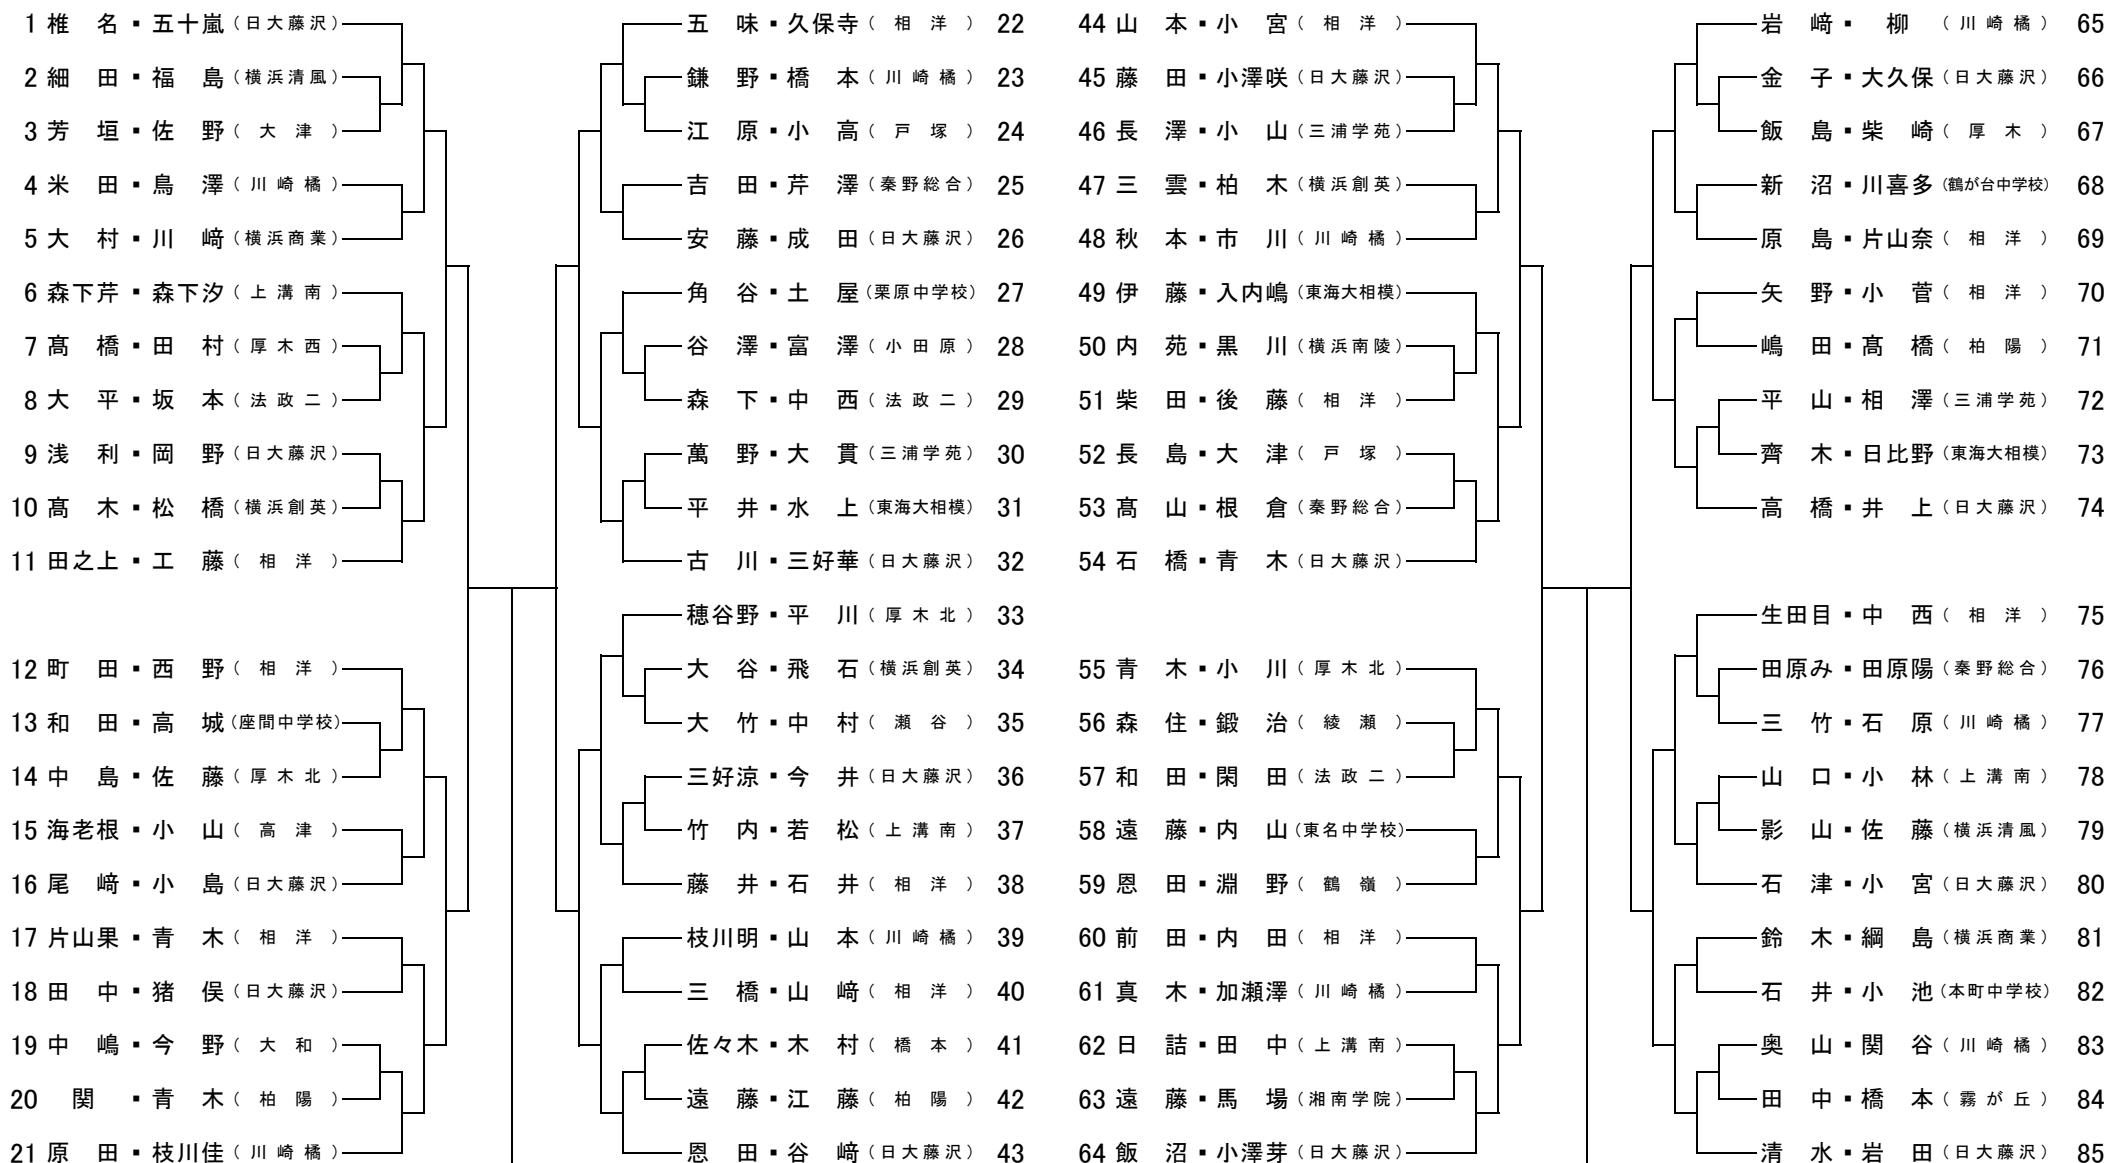 1 椎名・五十嵐(日大藤沢)
2 細田・福島(横浜清風)
3 芳垣・佐野(大津)
4 米田・鳥澤(川崎橘)
5 大村・川﨑(横浜商業)
6 森下芹・森下汐(上溝南)
7 髙橋・田村(厚木西)
8 大平・坂本(法政二)
9 浅利・岡野(日大藤沢)
10 髙木・松橋(横浜創英)
11 田之上・工藤(相洋)
12 町田・西野(相洋)
13 和田・高城(座間中学校)
14 中島・佐藤(厚木北)
15 海老根・小山(高津)
16 尾﨑・小島(日大藤沢)
17 片山果・青木(相洋)
18 田中・猪俣(日大藤沢)
19 中嶋・今野(大和)
20 関・青木(柏陽)
21 原田・枝川佳(川崎橘)
五味・久保寺(相洋) 22
鎌野・橋本(川崎橘) 23
江原・小高(戸塚) 24
吉田・芹澤(秦野総合) 25
安藤・成田(日大藤沢) 26
角谷・土屋(栗原中学校) 27
谷澤・富澤(小田原) 28
森下・中西(法政二) 29
萬野・大貫(三浦学苑) 30
平井・水上(東海大相模) 31
古川・三好華(日大藤沢) 32
穂谷野・平川(厚木北) 33
大谷・飛石(横浜創英) 34
大竹・中村(瀬谷) 35
三好涼・今井(日大藤沢) 36
竹内・若松(上溝南) 37
藤井・石井(相洋) 38
枝川明・山本(川崎橘) 39
三橋・山﨑(相洋) 40
佐々木・木村(橋本) 41
遠藤・江藤(柏陽) 42
恩田・谷﨑(日大藤沢) 43
44 山本・小宮(相洋)
45 藤田・小澤咲(日大藤沢)
46 長澤・小山(三浦学苑)
47 三雲・柏木(横浜創英)
48 秋本・市川(川崎橘)
49 伊藤・入内嶋(東海大相模)
50 内苑・黒川(横浜南陵)
51 柴田・後藤(相洋)
52 長島・大津(戸塚)
53 髙山・根倉(秦野総合)
54 石橋・青木(日大藤沢)
55 青木・小川(厚木北)
56 森住・鍛治(綾瀬)
57 和田・閑田(法政二)
58 遠藤・内山(東名中学校)
59 恩田・淵野(鶴嶺)
60 前田・内田(相洋)
61 真木・加瀬澤(川崎橘)
62 日詰・田中(上溝南)
63 遠藤・馬場(湘南学院)
64 飯沼・小澤芽(日大藤沢)
岩﨑・柳(川崎橘) 65
金子・大久保(日大藤沢) 66
飯島・柴崎(厚木) 67
新沼・川喜多(鶴が台中学校) 68
原島・片山奈(相洋) 69
矢野・小菅(相洋) 70
嶋田・髙橋(柏陽) 71
平山・相澤(三浦学苑) 72
齊木・日比野(東海大相模) 73
高橋・井上(日大藤沢) 74
生田目・中西(相洋) 75
田原み・田原陽(秦野総合) 76
三竹・石原(川崎橘) 77
山口・小林(上溝南) 78
影山・佐藤(横浜清風) 79
石津・小宮(日大藤沢) 80
鈴木・綱島(横浜商業) 81
石井・小池(本町中学校) 82
奥山・関谷(川崎橘) 83
田中・橋本(霧が丘) 84
清水・岩田(日大藤沢) 85